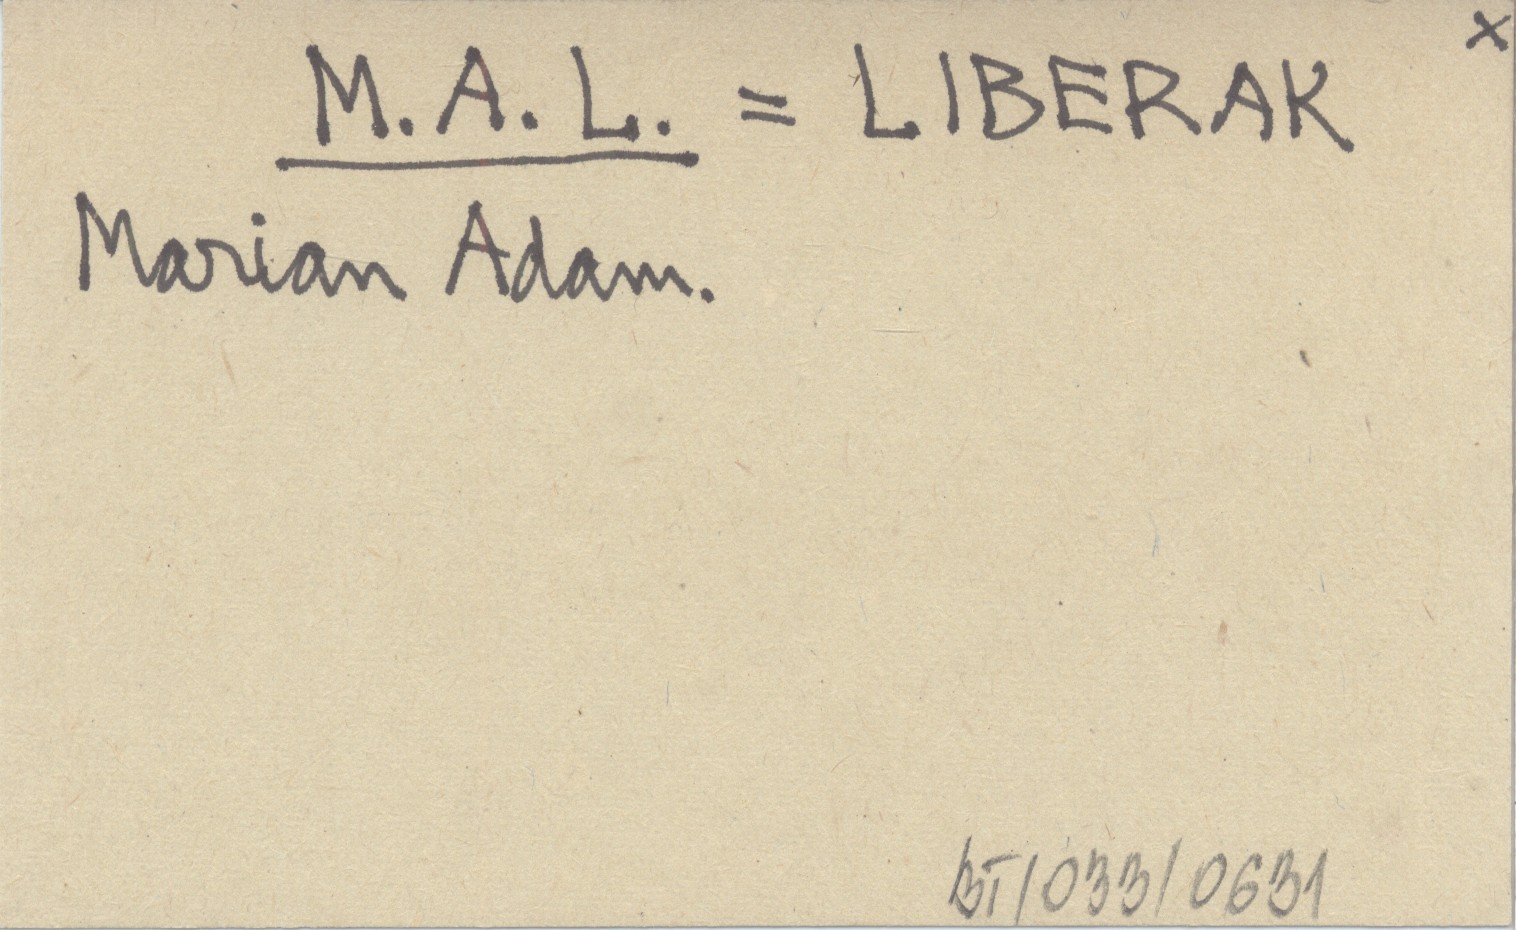 x
M.A.L. = LIBERAK
Marian Adam.
BT/033/0631